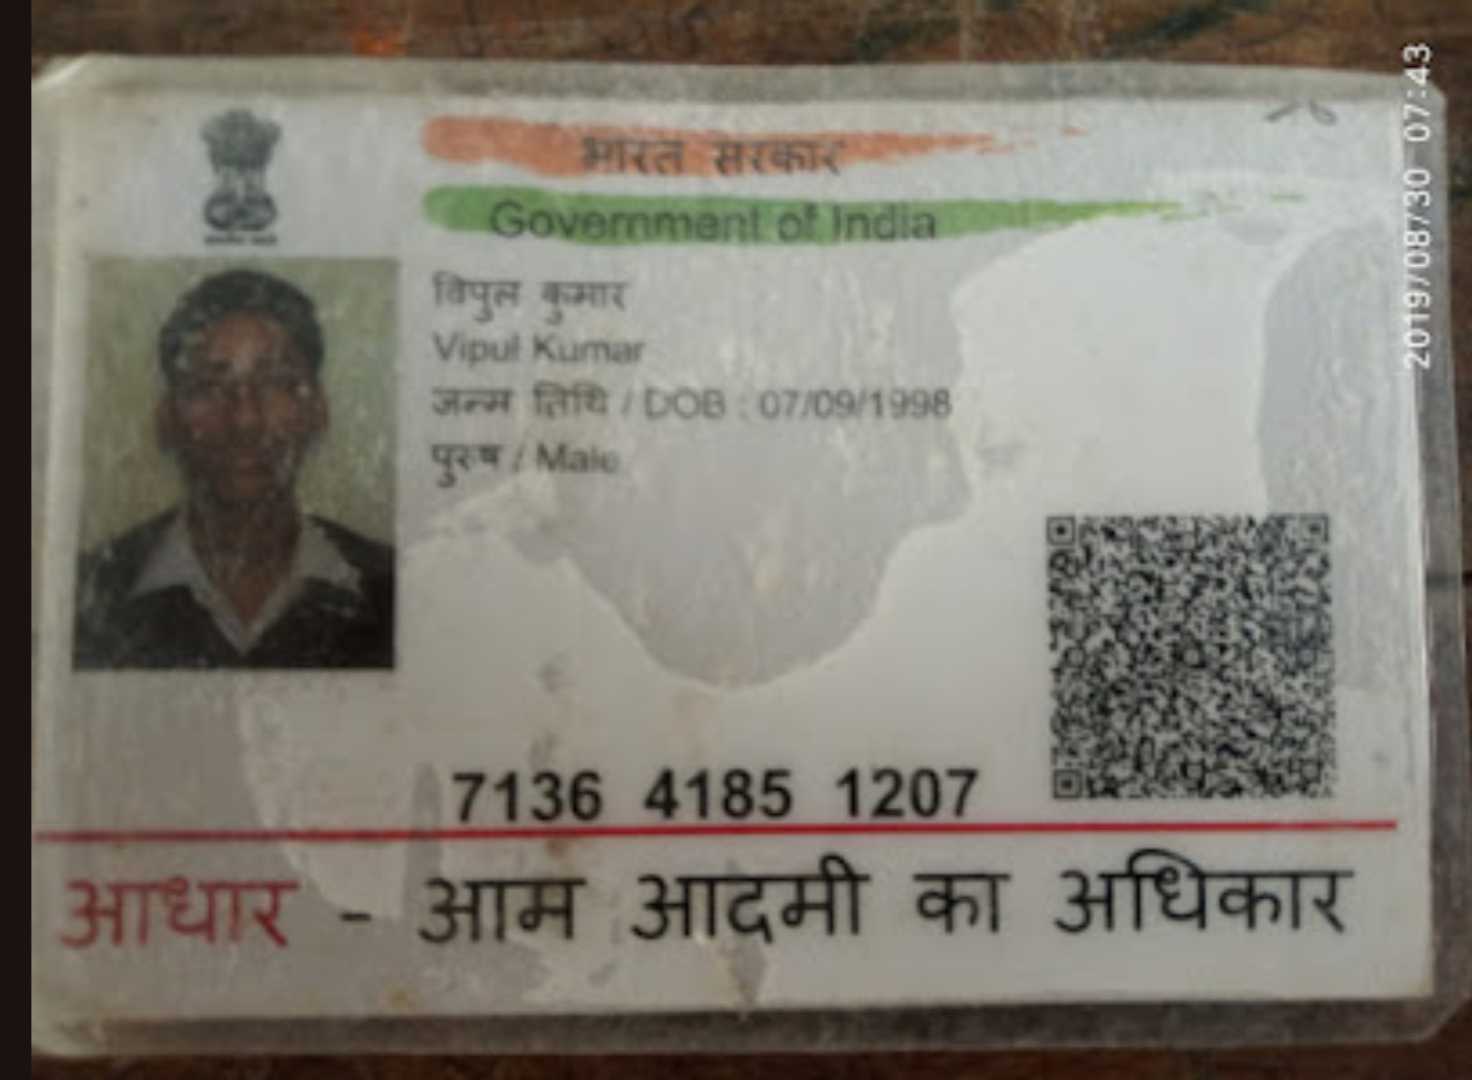 भारत सरकार
Government of India
विपुल कुमार
Vipul Kumar
जन्म तिथि / DOB : 07/09/1998
पुरुष / Male
7136 4185 1207
आधार - आम आदमी का अधिकार
2019/08/30 07:43